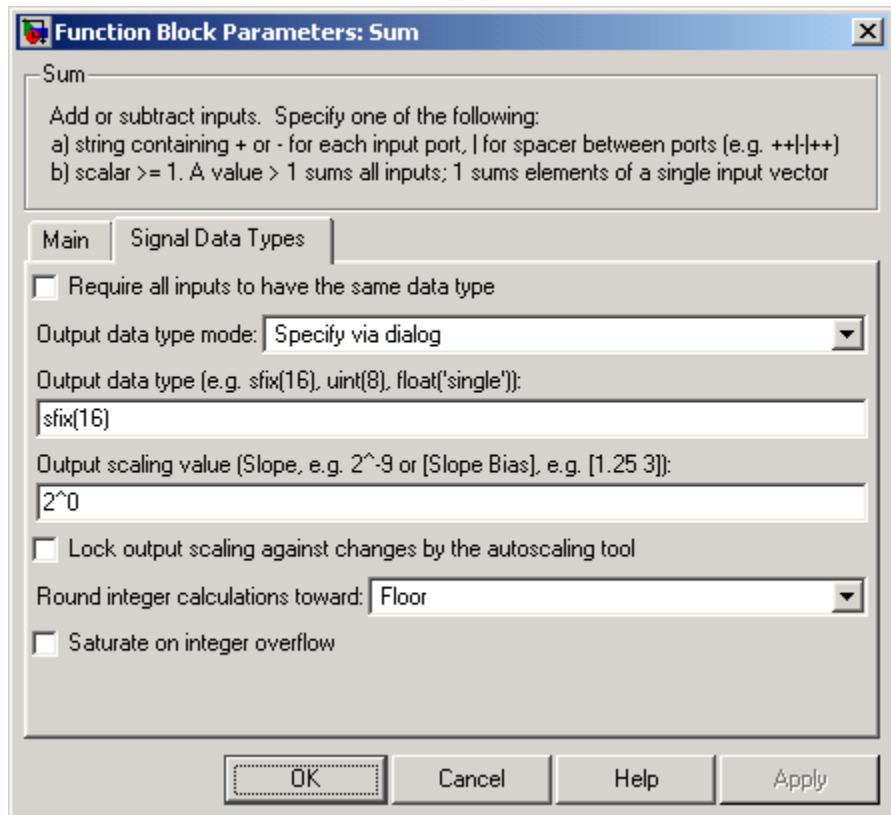 Function Block Parameters: Sum
Sum
Add or subtract inputs. Specify one of the following:
a) string containing + or - for each input port, | for spacer between ports (e.g. ++|-|++)
b) scalar >= 1. A value > 1 sums all inputs; 1 sums elements of a single input vector
Main Signal Data Types
Require all inputs to have the same data type
Output data type mode: Specify via dialog
Output data type (e.g. sfix(16), uint(8), float('single')):
sfix(16)
Output scaling value (Slope, e.g. 2^-9 or [Slope Bias], e.g. [1.25 3]):
2^0
Lock output scaling against changes by the autoscaling tool
Round integer calculations toward: Floor
Saturate on integer overflow
OK Cancel Help Apply